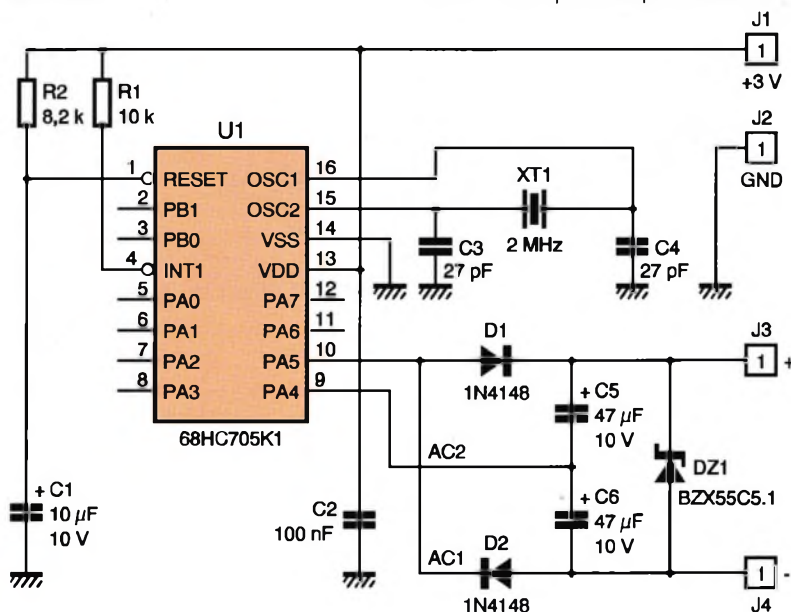 J1
1
+3 V
R2
8,2 k
R1
10 k
J2
1
GND
U1
1 RESET OSC1 16
2 PB1 OSC2 15
3 PB0 VSS 14
4 INT1 VDD 13
5 PA0 PA7 12
6 PA1 PA6 11
7 PA2 PA5 10
8 PA3 PA4 9
68HC705K1
XT1
2 MHz
C3
27 pF
C4
27 pF
D1
1N4148
J3
1 +
+ C5
47 µF
10 V
AC2
DZ1
BZX55C5.1
+ C1
10 µF
10 V
C2
100 nF
+ C6
47 µF
10 V
AC1
D2
1N4148
1 -
J4